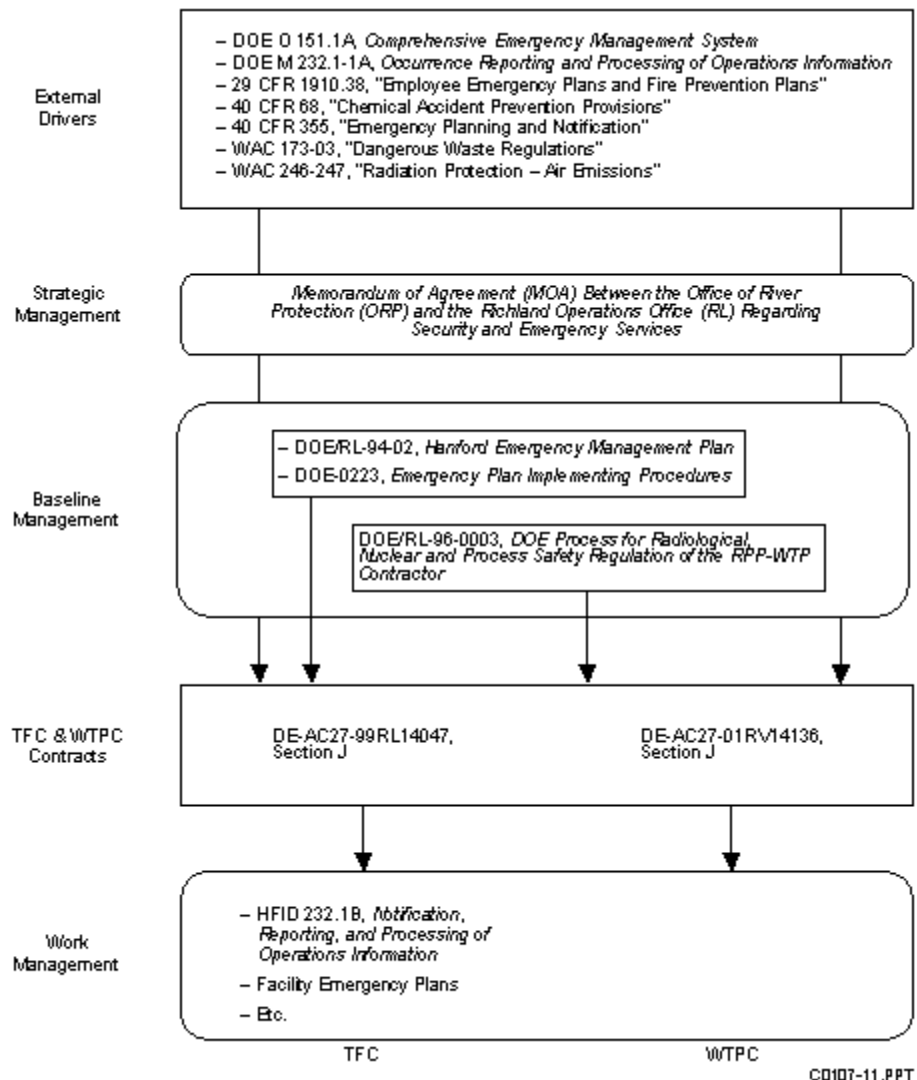 External
Drivers
– DOE O 151.1A, Comprehensive Emergency Management System
– DOE M 232.1-1A, Occurrence Reporting and Processing of Operations Information
– 29 CFR 1910.38, "Employee Emergency Plans and Fire Prevention Plans"
– 40 CFR 68, "Chemical Accident Prevention Provisions"
– 40 CFR 355, "Emergency Planning and Notification"
– WAC 173-03, "Dangerous Waste Regulations"
– WAC 246-247, "Radiation Protection – Air Emissions"
Strategic
Management
Memorandum of Agreement (MOA) Between the Office of River
Protection (ORP) and the Richland Operations Office (RL) Regarding
Security and Emergency Services
Baseline
Management
– DOE/RL-94-02, Hanford Emergency Management Plan
– DOE-0223, Emergency Plan Implementing Procedures
DOE/RL-96-0003, DOE Process for Radiological,
Nuclear and Process Safety Regulation of the RPP-WTP
Contractor
TFC & WTPC
Contracts
DE-AC27-99RL14047,
Section J
DE-AC27-01RV14136,
Section J
Work
Management
– HFID 232.1B, Notification,
Reporting, and Processing of
Operations Information
– Facility Emergency Plans
– Etc.
TFC
WTPC
C0107-11.PPT